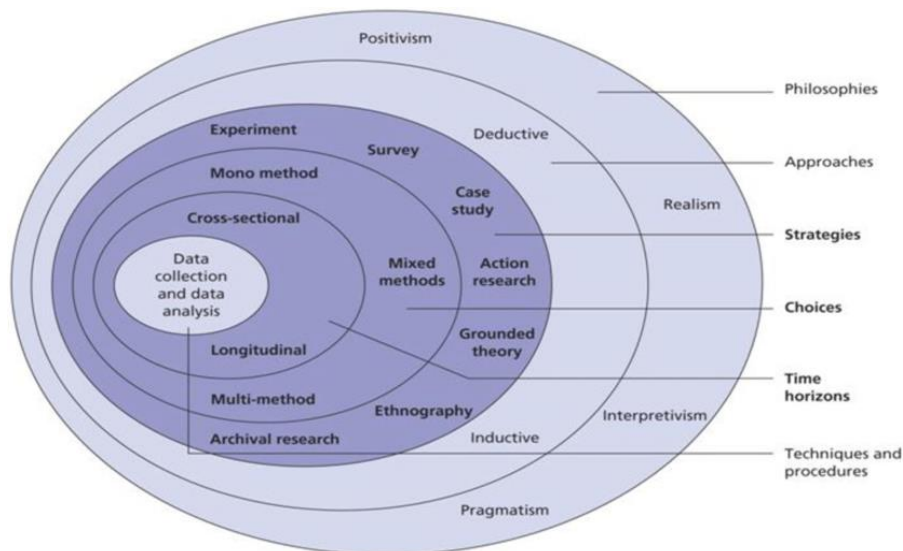 Positivism
Philosophies
Deductive
Experiment
Survey
Approaches
Mono method
Case
study
Realism
Cross-sectional
Strategies
Data
collection
and data
analysis
Mixed
methods
Action
research
Choices
Grounded
theory
Longitudinal
Time
horizons
Multi-method
Ethnography
Interpretivism
Archival research
Inductive
Techniques and
procedures
Pragmatism